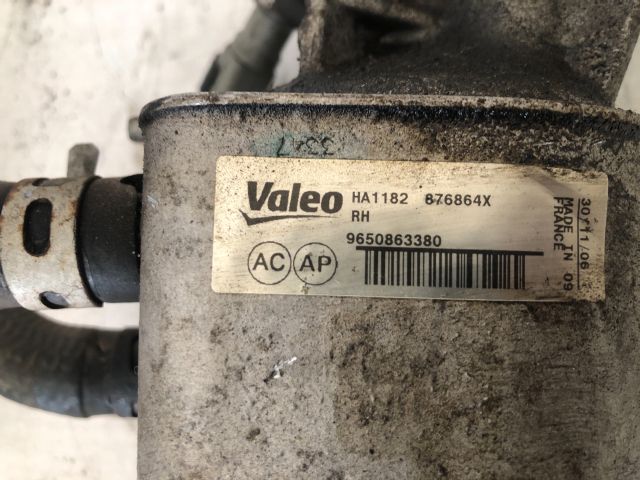 Valeo
HA1182 876864X
RH
9650863380
AC AP
30/11/06
MADE IN 09
FRANCE